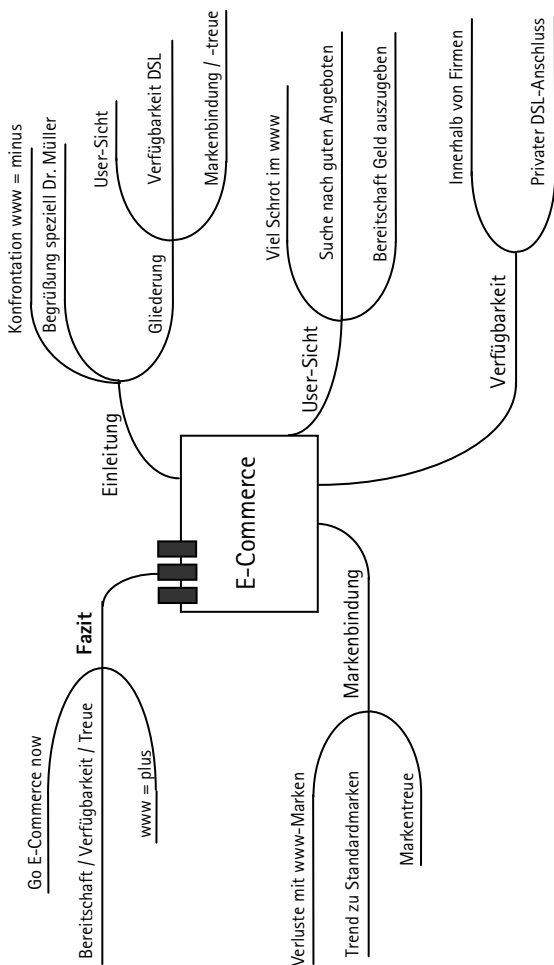 E-Commerce
Einleitung
Konfrontation www = minus
Begrüßung speziell Dr. Müller
Gliederung
User-Sicht
Verfügbarkeit DSL
Markenbindung / -treue
User-Sicht
Viel Schrot im www
Suche nach guten Angeboten
Bereitschaft Geld auszugeben
Verfügbarkeit
Innerhalb von Firmen
Privater DSL-Anschluss
Markenbindung
Verluste mit www-Marken
Trend zu Standardmarken
Markentreue
Fazit
Go E-Commerce now
Bereitschaft / Verfügbarkeit / Treue
www = plus